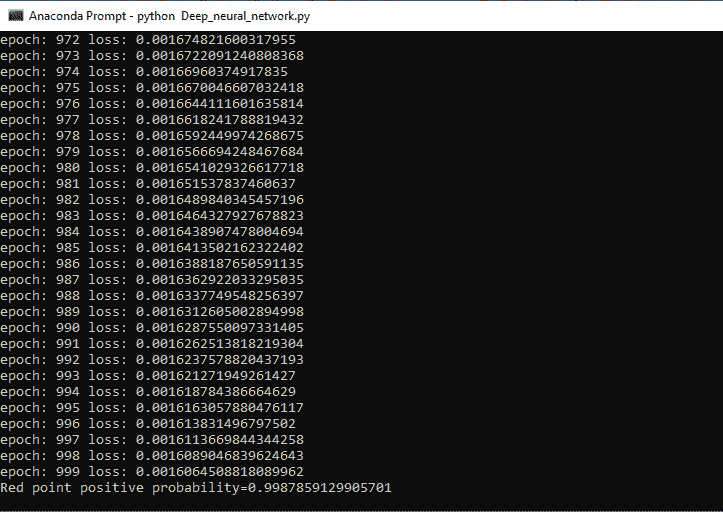 Anaconda Prompt - python Deep_neural_network.py
epoch: 972 loss: 0.001674821600317955
epoch: 973 loss: 0.0016722091240808368
epoch: 974 loss: 0.00166960374917835
epoch: 975 loss: 0.0016670046607032418
epoch: 976 loss: 0.0016644111601635814
epoch: 977 loss: 0.0016618241788819432
epoch: 978 loss: 0.0016592449974268675
epoch: 979 loss: 0.0016566694248467684
epoch: 980 loss: 0.0016541029326617718
epoch: 981 loss: 0.001651537837460637
epoch: 982 loss: 0.0016489840345457196
epoch: 983 loss: 0.0016464327927678823
epoch: 984 loss: 0.0016438907478004694
epoch: 985 loss: 0.0016413502162322402
epoch: 986 loss: 0.0016388187650591135
epoch: 987 loss: 0.0016362922033295035
epoch: 988 loss: 0.0016337749548256397
epoch: 989 loss: 0.0016312605002894998
epoch: 990 loss: 0.0016287550097331405
epoch: 991 loss: 0.0016262513818219304
epoch: 992 loss: 0.0016237578820437193
epoch: 993 loss: 0.001621271949261427
epoch: 994 loss: 0.001618784386664629
epoch: 995 loss: 0.0016163057880476117
epoch: 996 loss: 0.001613831496797502
epoch: 997 loss: 0.0016113669844344258
epoch: 998 loss: 0.0016089046839624643
epoch: 999 loss: 0.0016064508818089962
Red point positive probability=0.9987859129905701